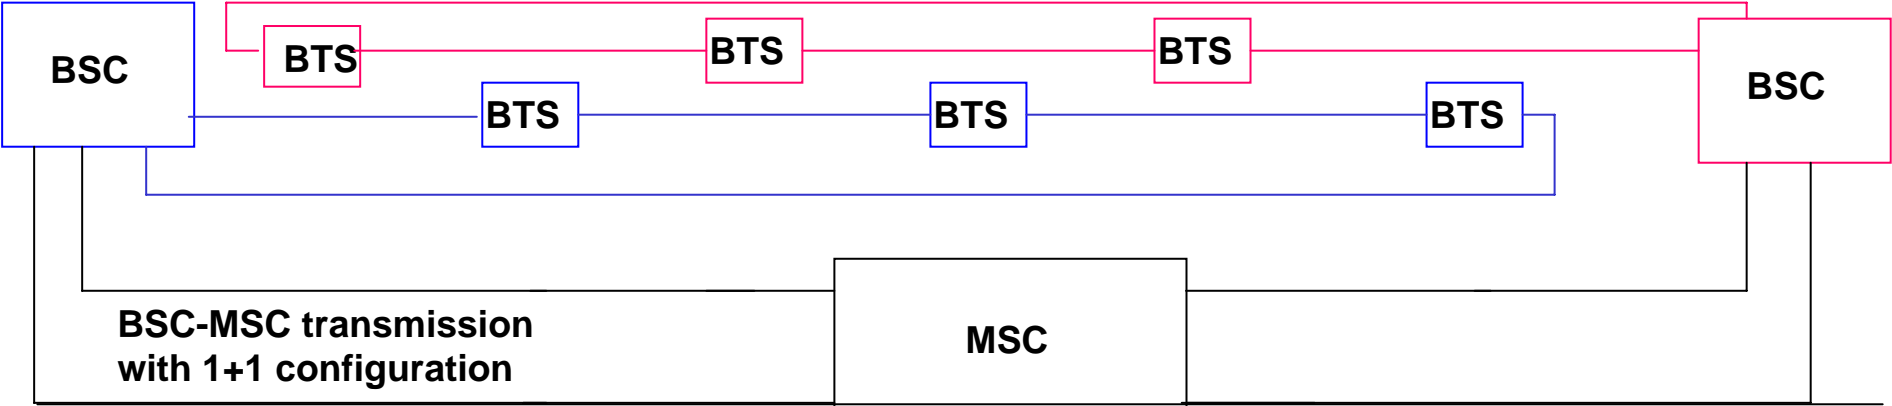 BSC
BTS
BTS
BTS
BSC
BTS
BTS
BTS
BSC-MSC transmission
with 1+1 configuration
MSC